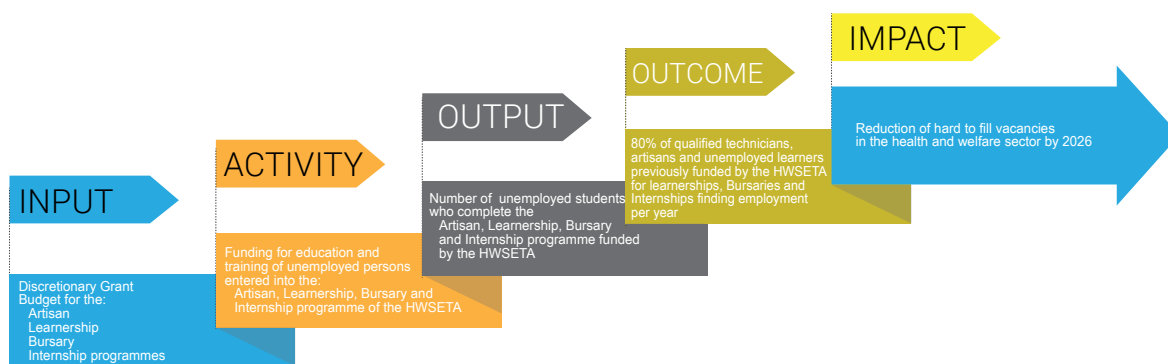 INPUT
Discretionary Grant
Budget for the:
Artisan
Learnership
Bursary
Internship programmes
ACTIVITY
Funding for education and
training of unemployed persons
entered into the:
Artisan, Learnership, Bursary and
Internship programme of the HWSETA
OUTPUT
Number of unemployed students
who complete the
Artisan, Learnership, Bursary
and Internship programme funded
by the HWSETA
OUTCOME
80% of qualified technicians,
artisans and unemployed learners
previously funded by the HWSETA
for learnerships, Bursaries and
Internships finding employment
per year
IMPACT
Reduction of hard to fill vacancies
in the health and welfare sector by 2026